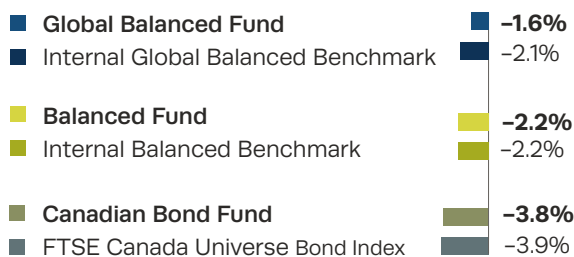 Global Balanced Fund –1.6%
Internal Global Balanced Benchmark –2.1%
Balanced Fund –2.2%
Internal Balanced Benchmark –2.2%
Canadian Bond Fund –3.8%
FTSE Canada Universe Bond Index –3.9%